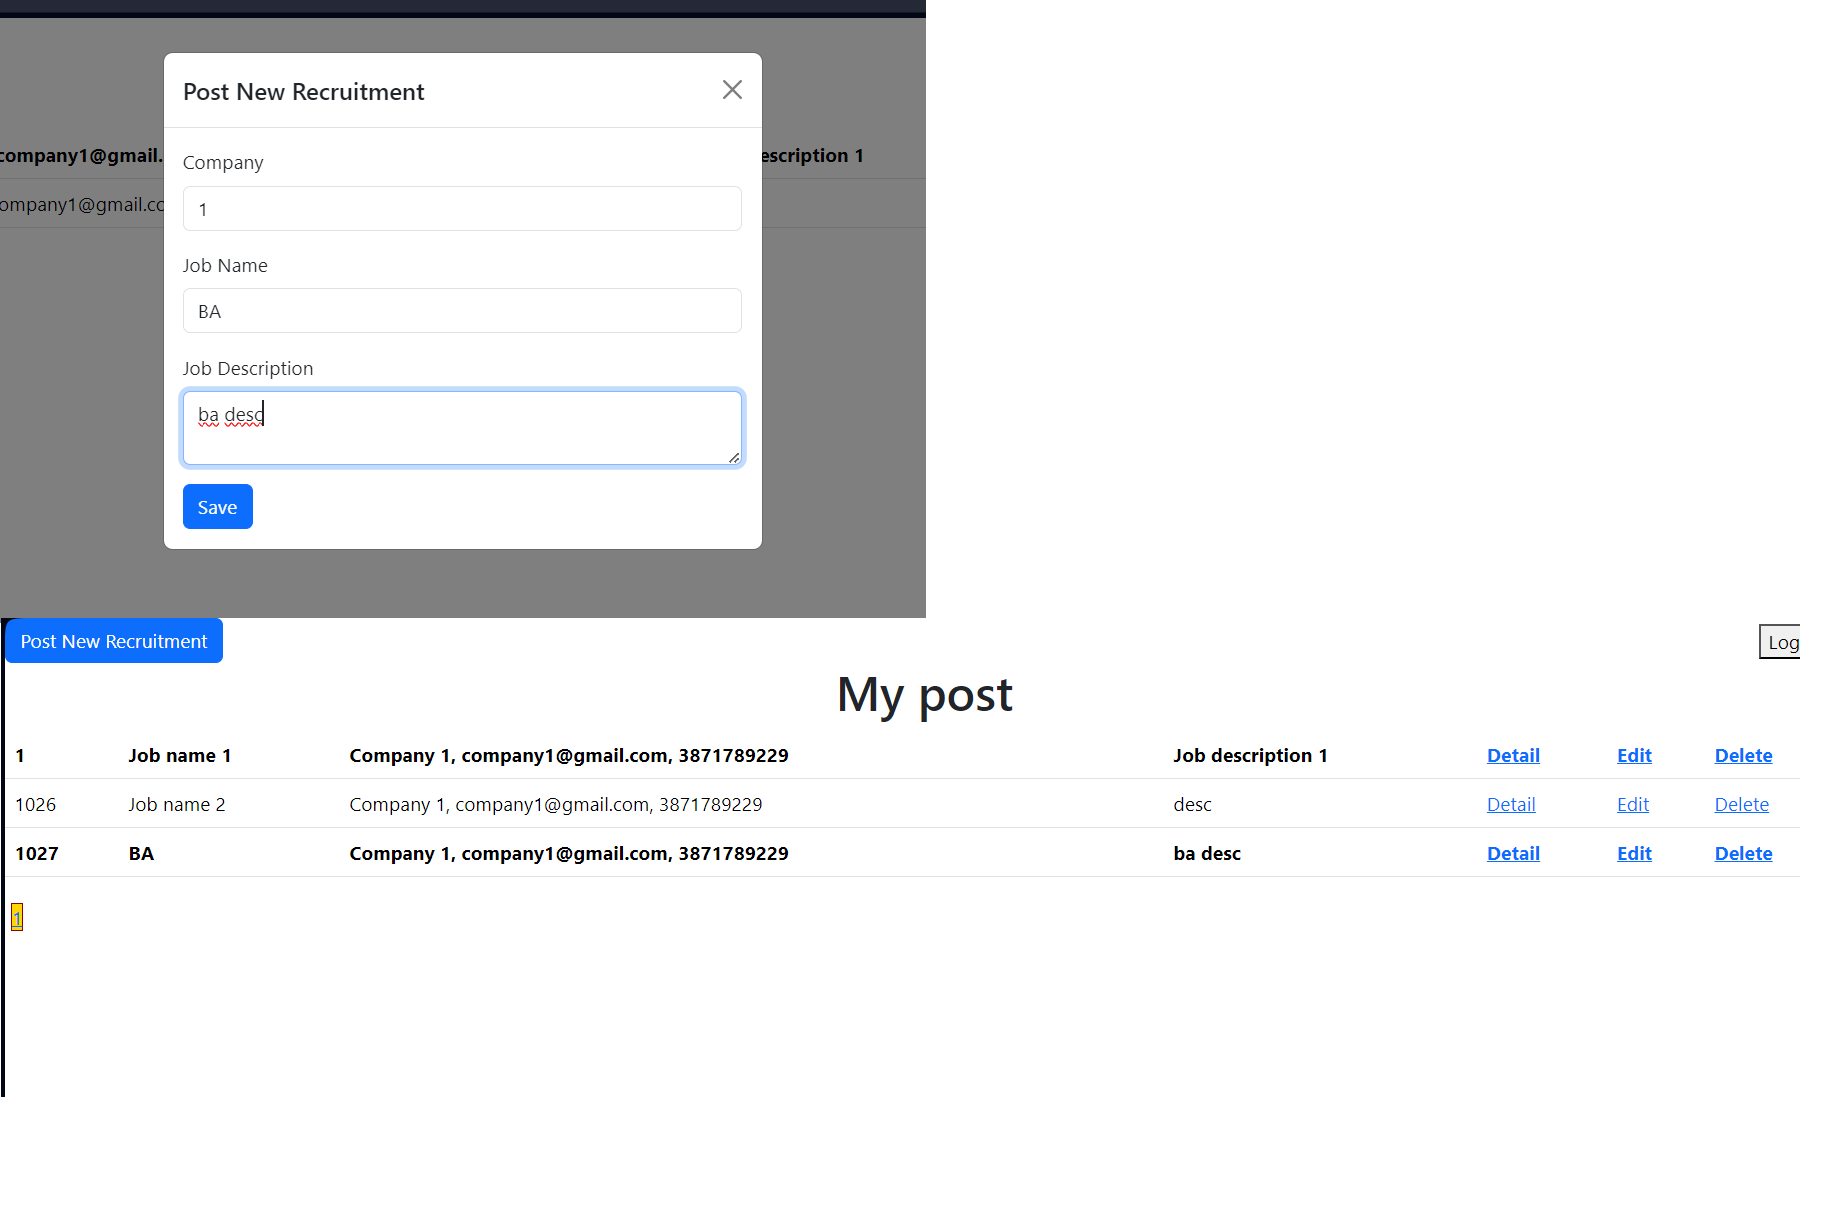 Post New Recruitment
company1@gmail. escription 1
Company
ompany1@gmail.co
1
Job Name
BA
Job Description
ba desc
Save
Post New Recruitment Log
My post
1 Job name 1 Company 1, company1@gmail.com, 3871789229 Job description 1 Detail Edit Delete
1026 Job name 2 Company 1, company1@gmail.com, 3871789229 desc Detail Edit Delete
1027 BA Company 1, company1@gmail.com, 3871789229 ba desc Detail Edit Delete
1